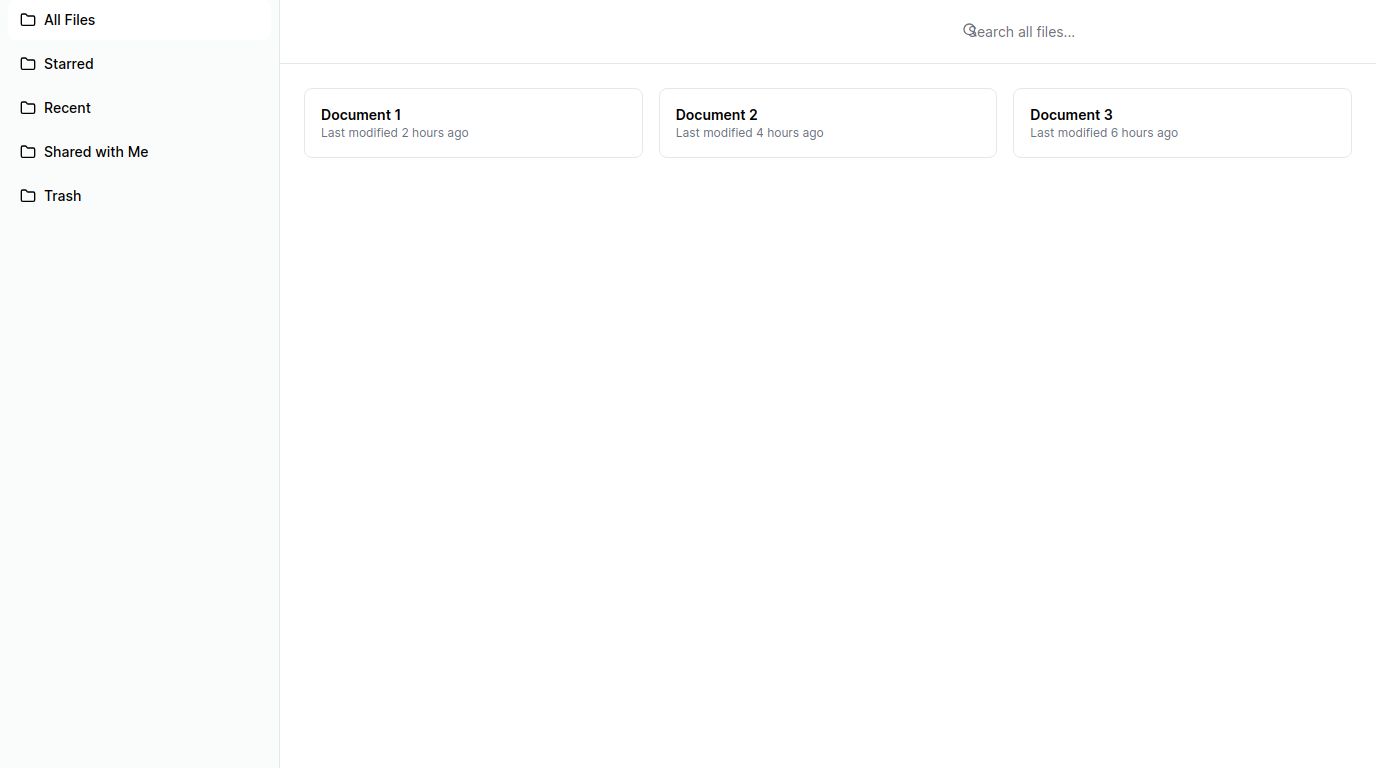 All Files
Starred
Recent
Shared with Me
Trash
Search all files...
Document 1
Last modified 2 hours ago
Document 2
Last modified 4 hours ago
Document 3
Last modified 6 hours ago